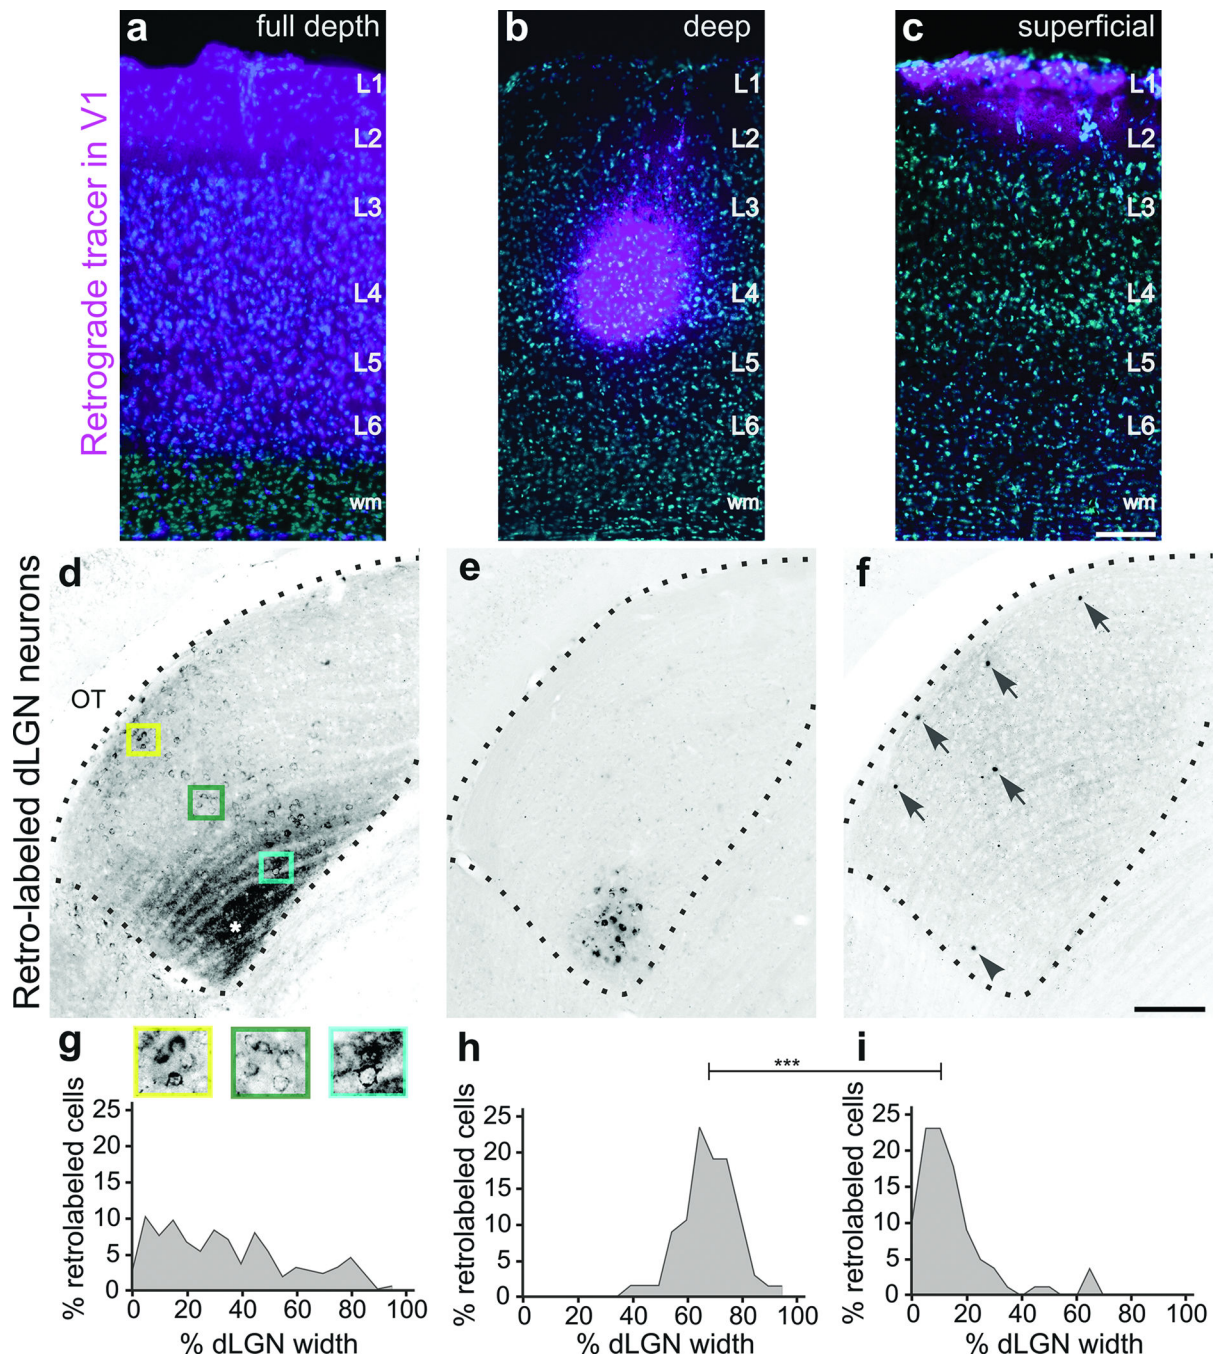 a full depth
b deep
c superficial
Retrograde tracer in V1
L1
L2
L3
L4
L5
L6
wm
L1
L2
L3
L4
L5
L6
wm
L1
L2
L3
L4
L5
L6
wm
Retro-labeled dLGN neurons
d
OT
*
e
f
g
h
***
i
% retrolabeled cells
25
20
15
10
5
0
0 20 40 60 80 100
% dLGN width
% retrolabeled cells
25
20
15
10
5
0
0 20 40 60 80 100
% dLGN width
% retrolabeled cells
25
20
15
10
5
0
0 20 40 60 80 100
% dLGN width